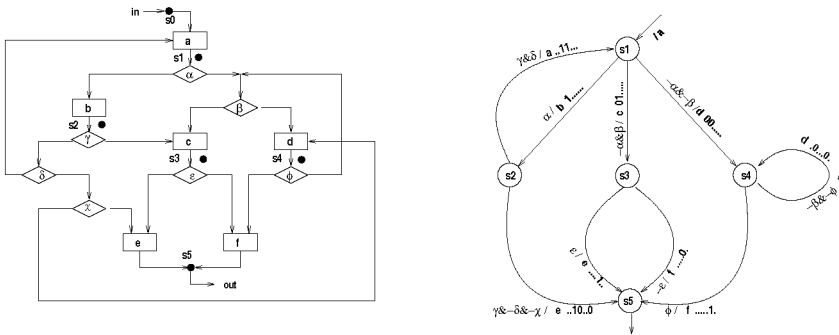 in
s0
a
s1
α
b
β
s2
γ
c
d
s3
s4
δ
ε
φ
χ
e
f
s5
out
s1
/a
γ&δ / a ..11...
α / b 1......
¬α&β / c 01.....
¬α&¬β /d 00.....
s2
s3
s4
d .0...0.
¬β&¬φ
ε / e ....1..
¬ε / f ....0.
s5
γ&¬δ&¬χ / e ..10..0
φ / f .....1.